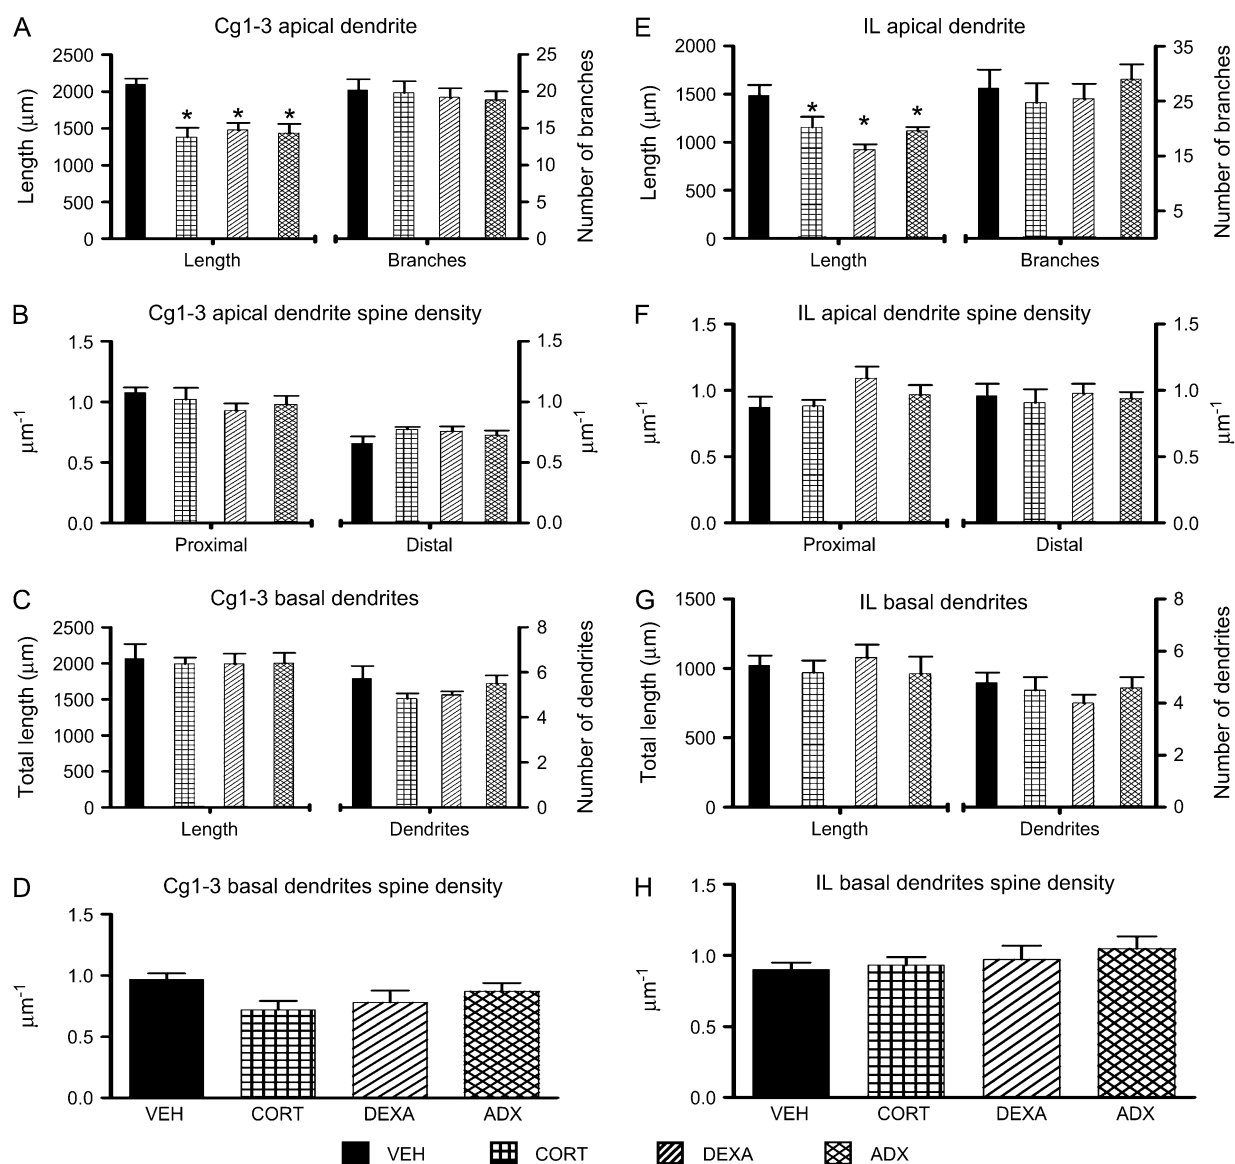 A
Cg1-3 apical dendrite
Length (μm)
2500
2000
1500
1000
500
0
* * *
Number of branches
25
20
15
10
5
0
Length
Branches
E
IL apical dendrite
Length (μm)
2000
1500
1000
500
0
* * *
Number of branches
35
25
15
5
Length
Branches
B
Cg1-3 apical dendrite spine density
μm⁻¹
1.5
1.0
0.5
0.0
μm⁻¹
1.5
1.0
0.5
0.0
Proximal
Distal
F
IL apical dendrite spine density
μm⁻¹
1.5
1.0
0.5
0.0
μm⁻¹
1.5
1.0
0.5
0.0
Proximal
Distal
C
Cg1-3 basal dendrites
Total length (μm)
2500
2000
1500
1000
500
0
Number of dendrites
8
6
4
2
0
Length
Dendrites
G
IL basal dendrites
Total length (μm)
1500
1000
500
0
Number of dendrites
8
6
4
2
0
Length
Dendrites
D
Cg1-3 basal dendrites spine density
μm⁻¹
1.5
1.0
0.5
0.0
VEH CORT DEXA ADX
H
IL basal dendrites spine density
μm⁻¹
1.5
1.0
0.5
0.0
VEH CORT DEXA ADX
VEH CORT DEXA ADX